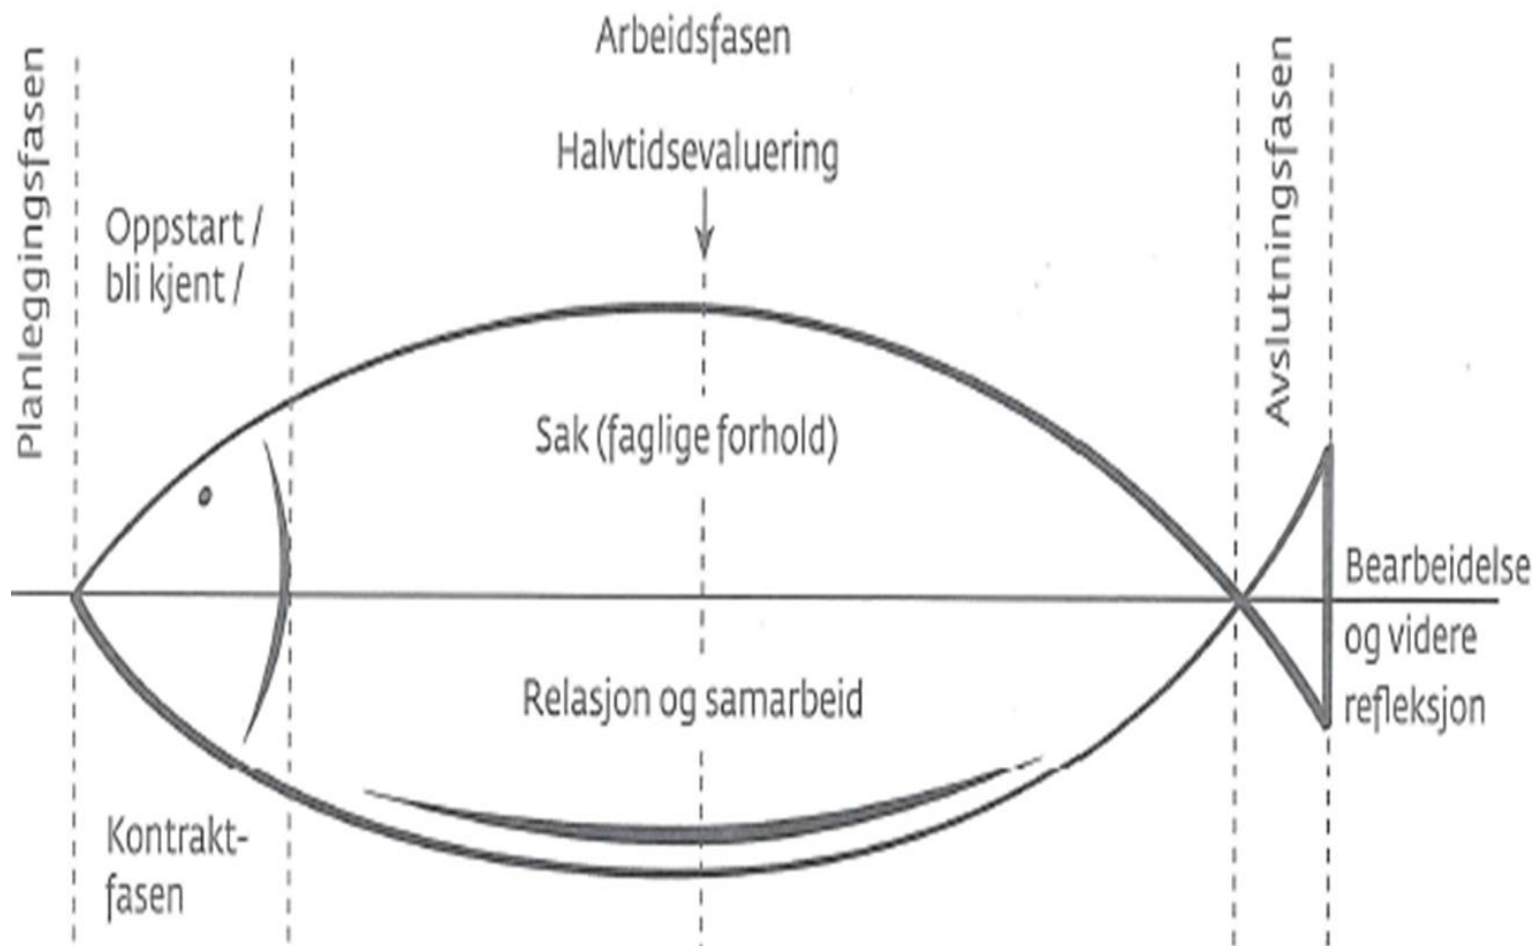 Planleggingsfasen
Oppstart /
bli kjent /
Kontrakt-
fasen
Arbeidsfasen
Halvtidsevaluering
Sak (faglige forhold)
Relasjon og samarbeid
Avslutningsfasen
Bearbeidelse
og videre
refleksjon